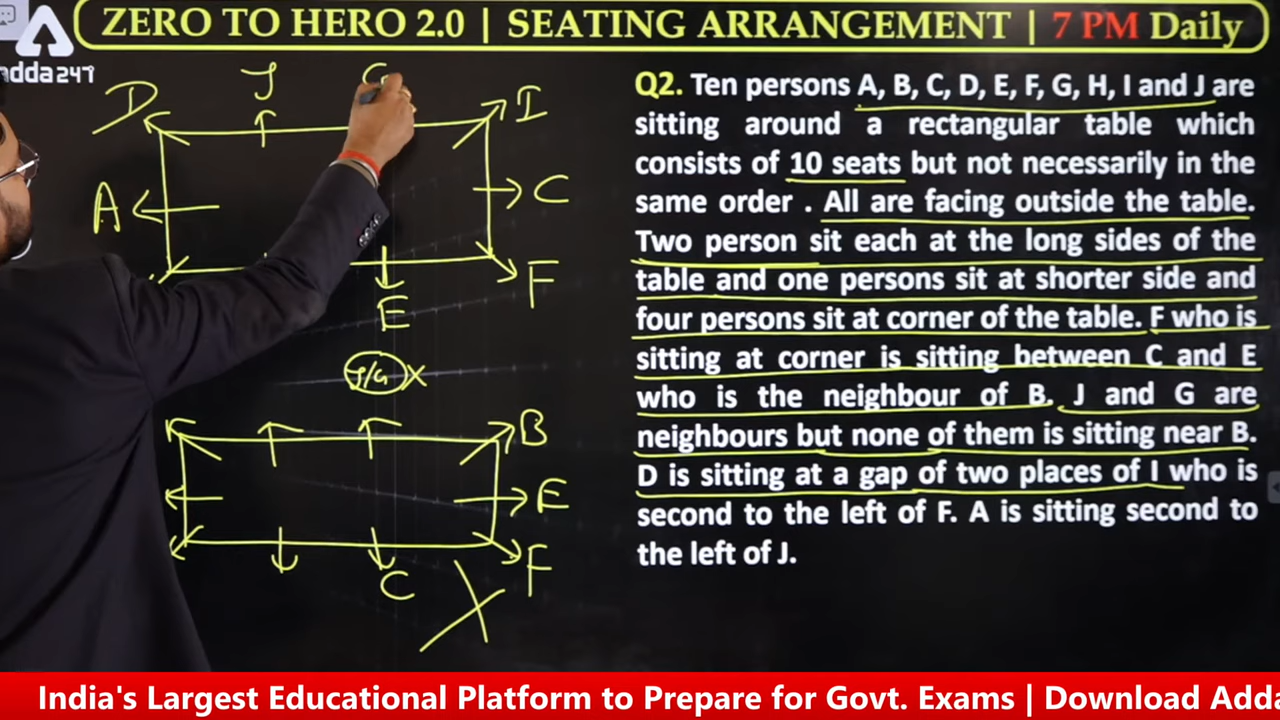 ZERO TO HERO 2.0 | SEATING ARRANGEMENT | 7 PM Daily
adda247
Q2. Ten persons A, B, C, D, E, F, G, H, I and J are
sitting around a rectangular table which
consists of 10 seats but not necessarily in the
same order . All are facing outside the table.
Two person sit each at the long sides of the
table and one persons sit at shorter side and
four persons sit at corner of the table. F who is
sitting at corner is sitting between C and E
who is the neighbour of B. J and G are
neighbours but none of them is sitting near B.
D is sitting at a gap of two places of I who is
second to the left of F. A is sitting second to
the left of J.
D J G I
A C
E F
J/G X
B
E
C F
India's Largest Educational Platform to Prepare for Govt. Exams | Download Adda